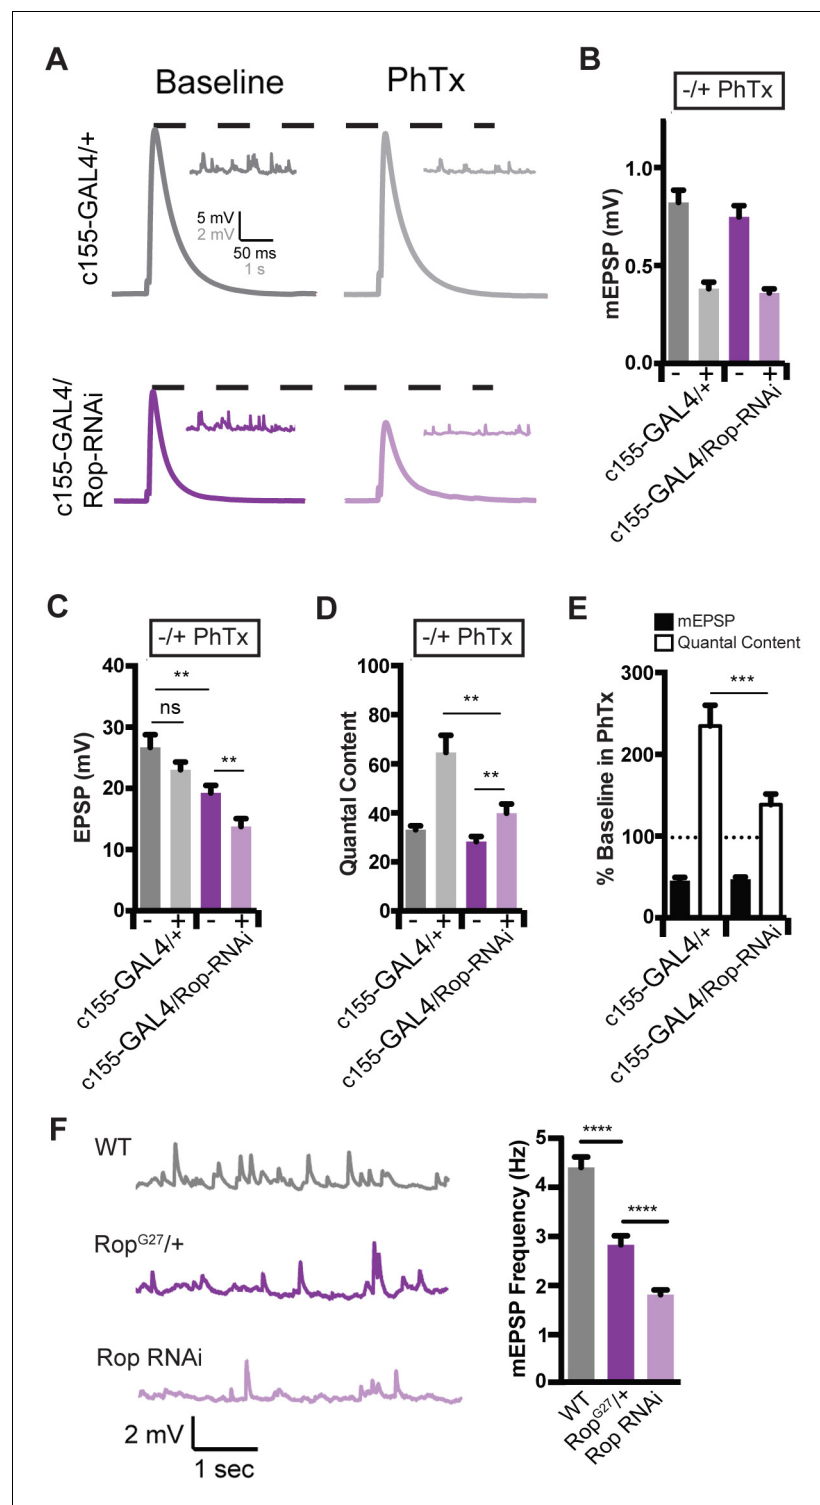 A
Baseline
PhTx
c155-GAL4/+
5 mV
2 mV
50 ms
1 s
c155-GAL4/
Rop-RNAi
B
-/+ PhTx
mEPSP (mV)
1.0
0.5
0.0
- + - +
c155-GAL4/+
c155-GAL4/Rop-RNAi
C
-/+ PhTx
EPSP (mV)
40
30
20
10
0
**
ns
**
- + - +
c155-GAL4/+
c155-GAL4/Rop-RNAi
D
-/+ PhTx
Quantal Content
100
80
60
40
20
0
**
**
- + - +
c155-GAL4/+
c155-GAL4/Rop-RNAi
E
mEPSP
Quantal Content
% Baseline in PhTx
300
200
100
0
***
c155-GAL4/+
c155-GAL4/Rop-RNAi
F
WT
RopG27/+
Rop RNAi
2 mV
1 sec
mEPSP Frequency (Hz)
5
4
3
2
1
0
****
****
WT
RopG27/+
Rop RNAi